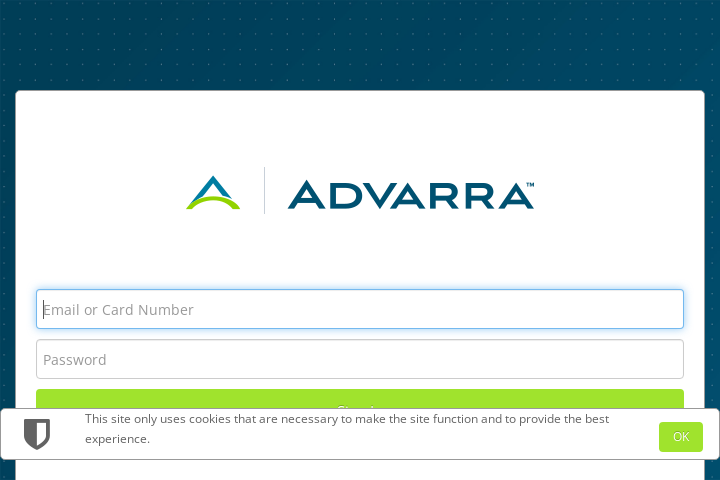 ADVARRA™
Email or Card Number
Password
This site only uses cookies that are necessary to make the site function and to provide the best
experience.
OK